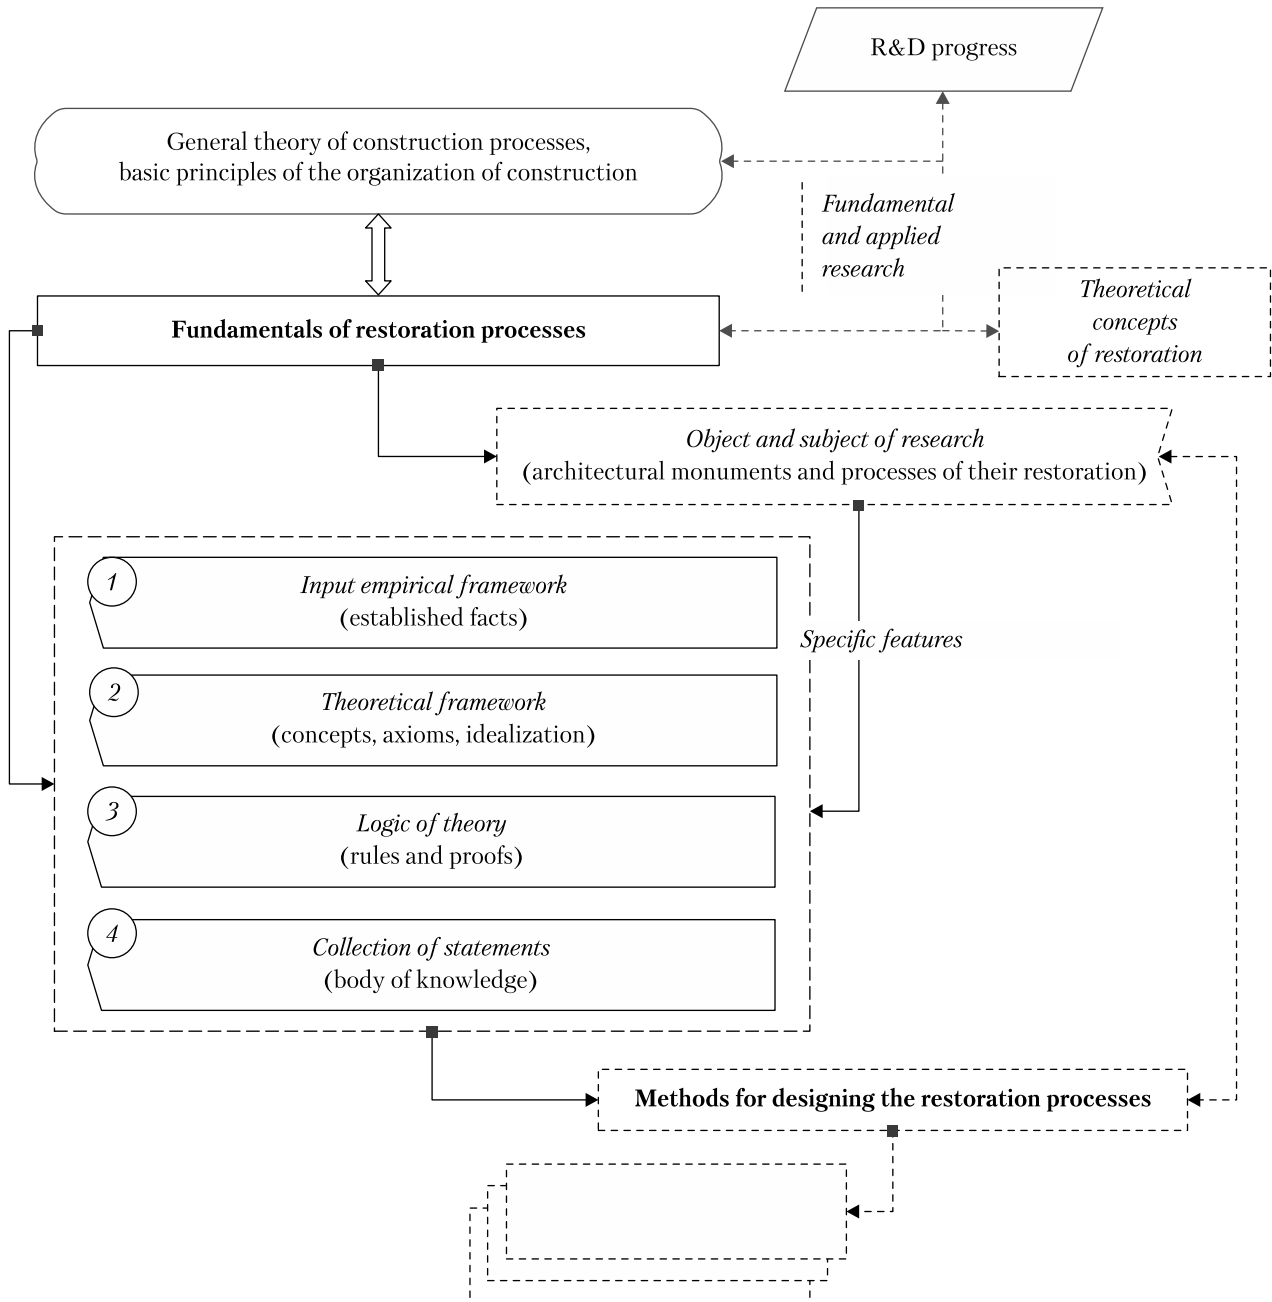 R&D progress
General theory of construction processes,
basic principles of the organization of construction
Fundamental
and applied
research
Fundamentals of restoration processes
Theoretical
concepts
of restoration
Object and subject of research
(architectural monuments and processes of their restoration)
1
Input empirical framework
(established facts)
Specific features
2
Theoretical framework
(concepts, axioms, idealization)
3
Logic of theory
(rules and proofs)
4
Collection of statements
(body of knowledge)
Methods for designing the restoration processes